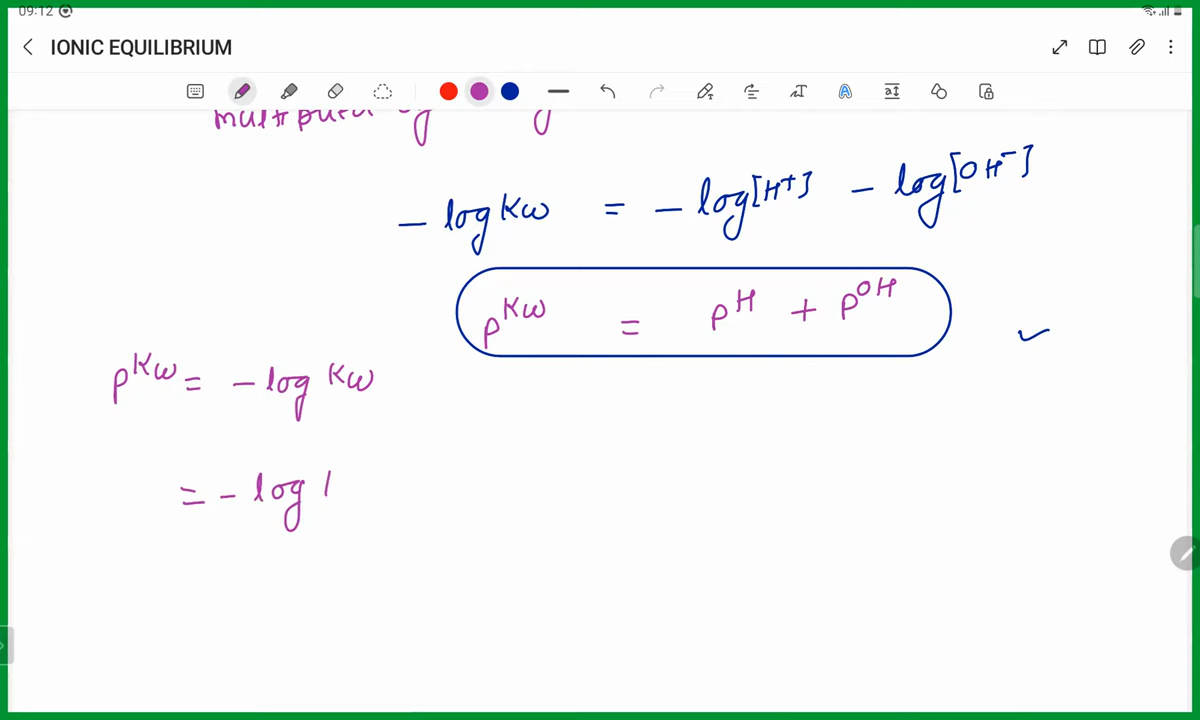 09:12
IONIC EQUILIBRIUM
- log Kw = - log[H+] - log[OH-]
pKw = pH + pOH
pKw = - log Kw
= - log 1